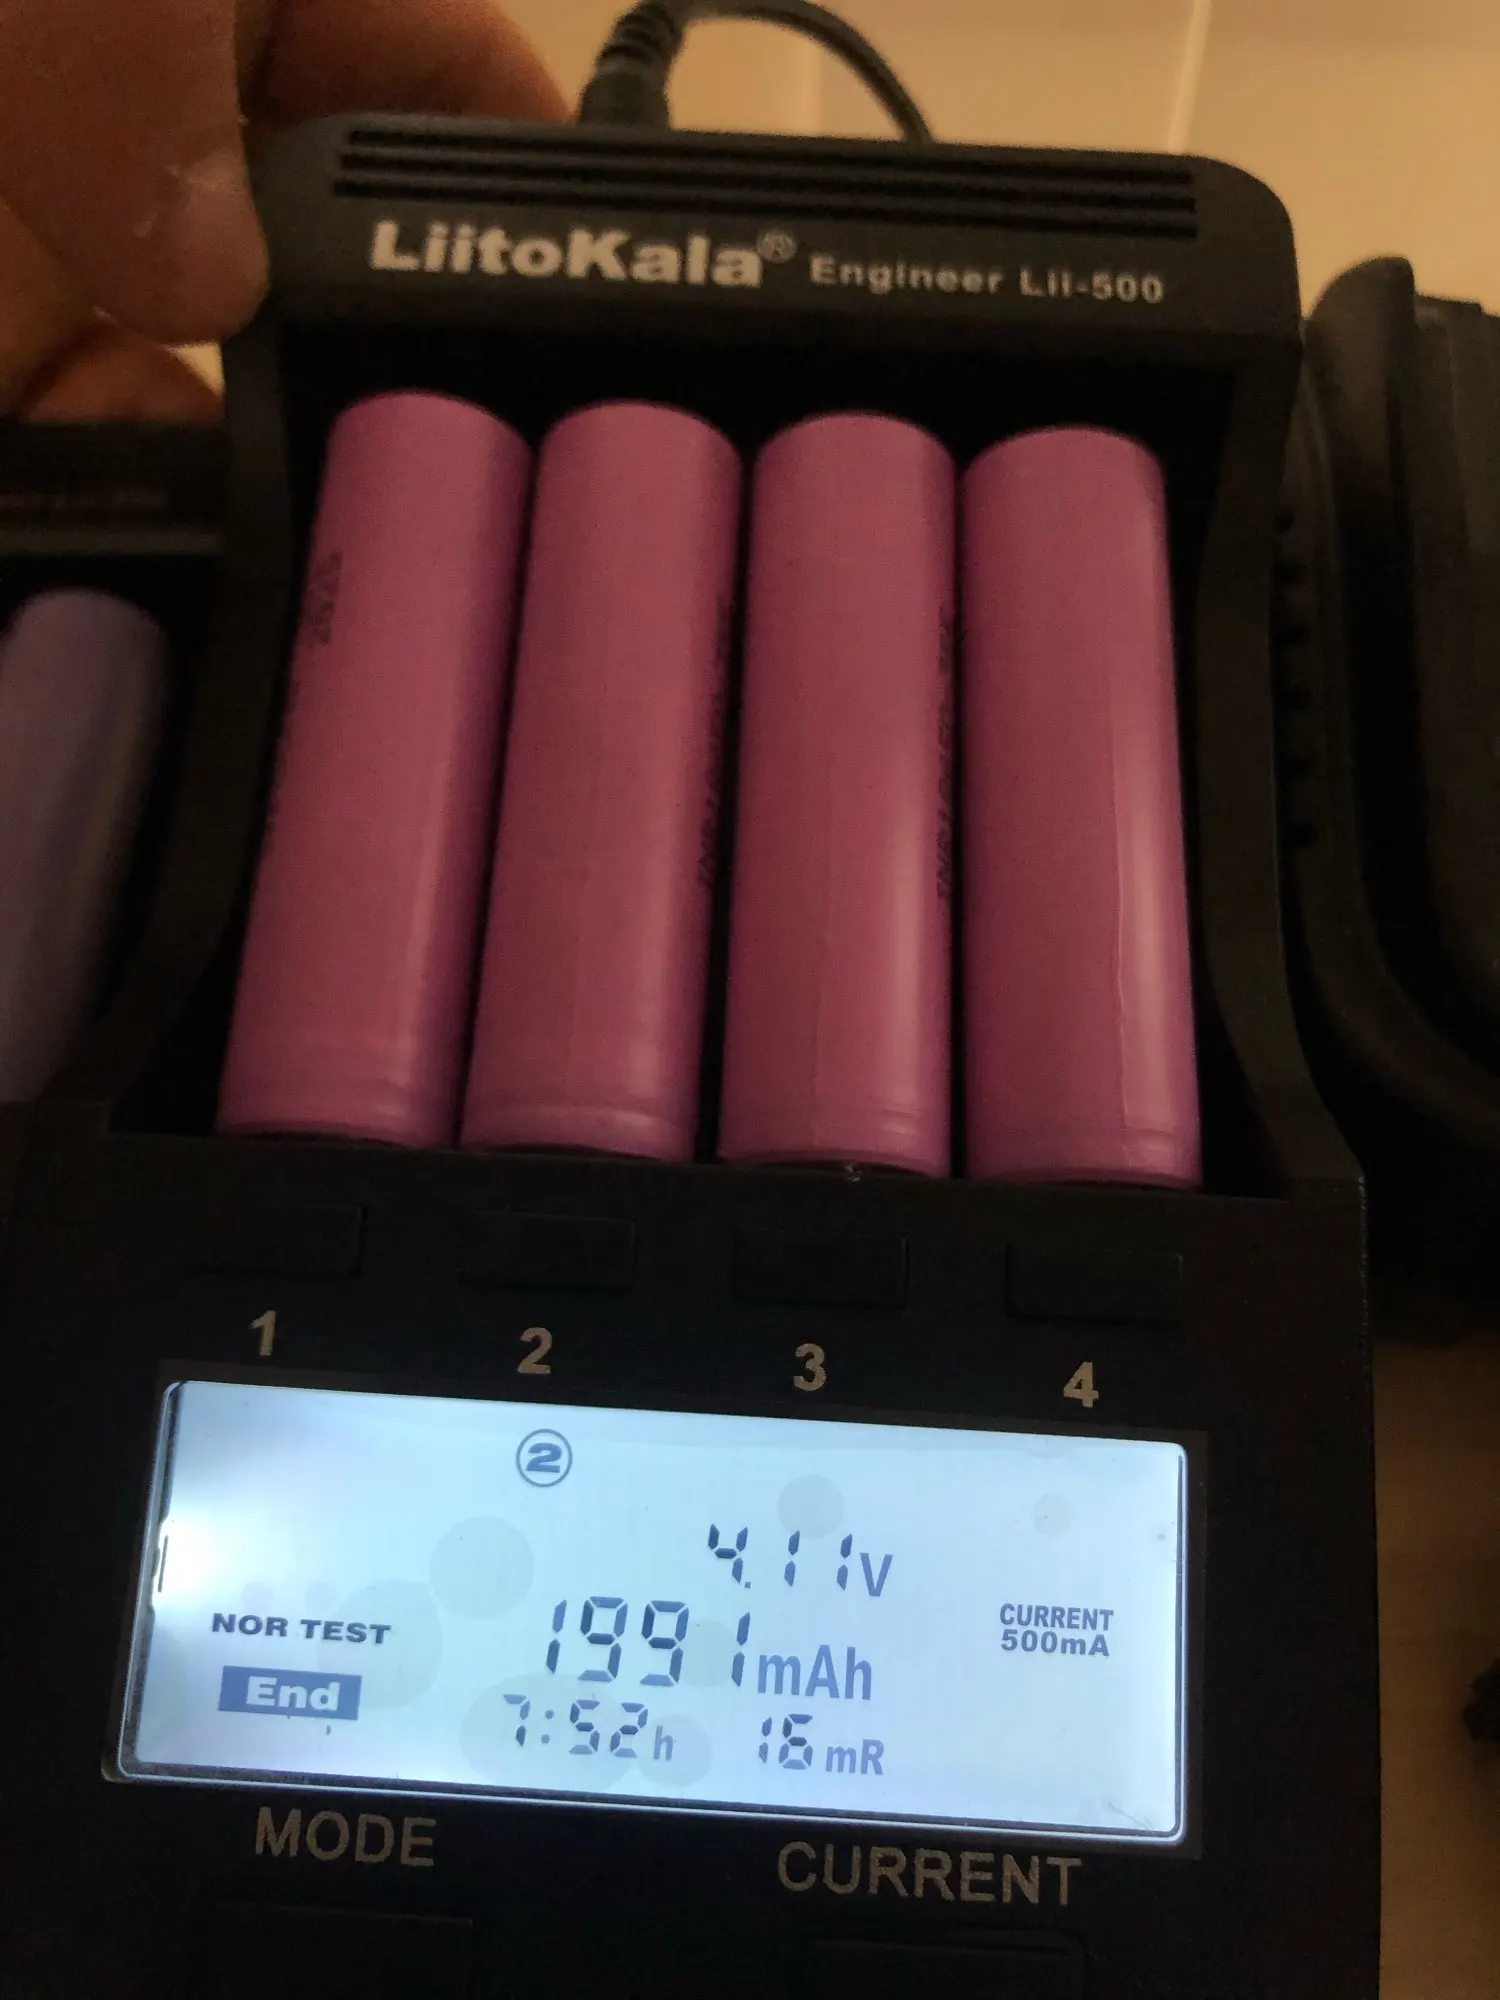 LiitoKala® Engineer Lii-500
1 2 3 4
②
4.11V
NOR TEST 1991mAh CURRENT 500mA
End 7:52h 16mR
MODE CURRENT